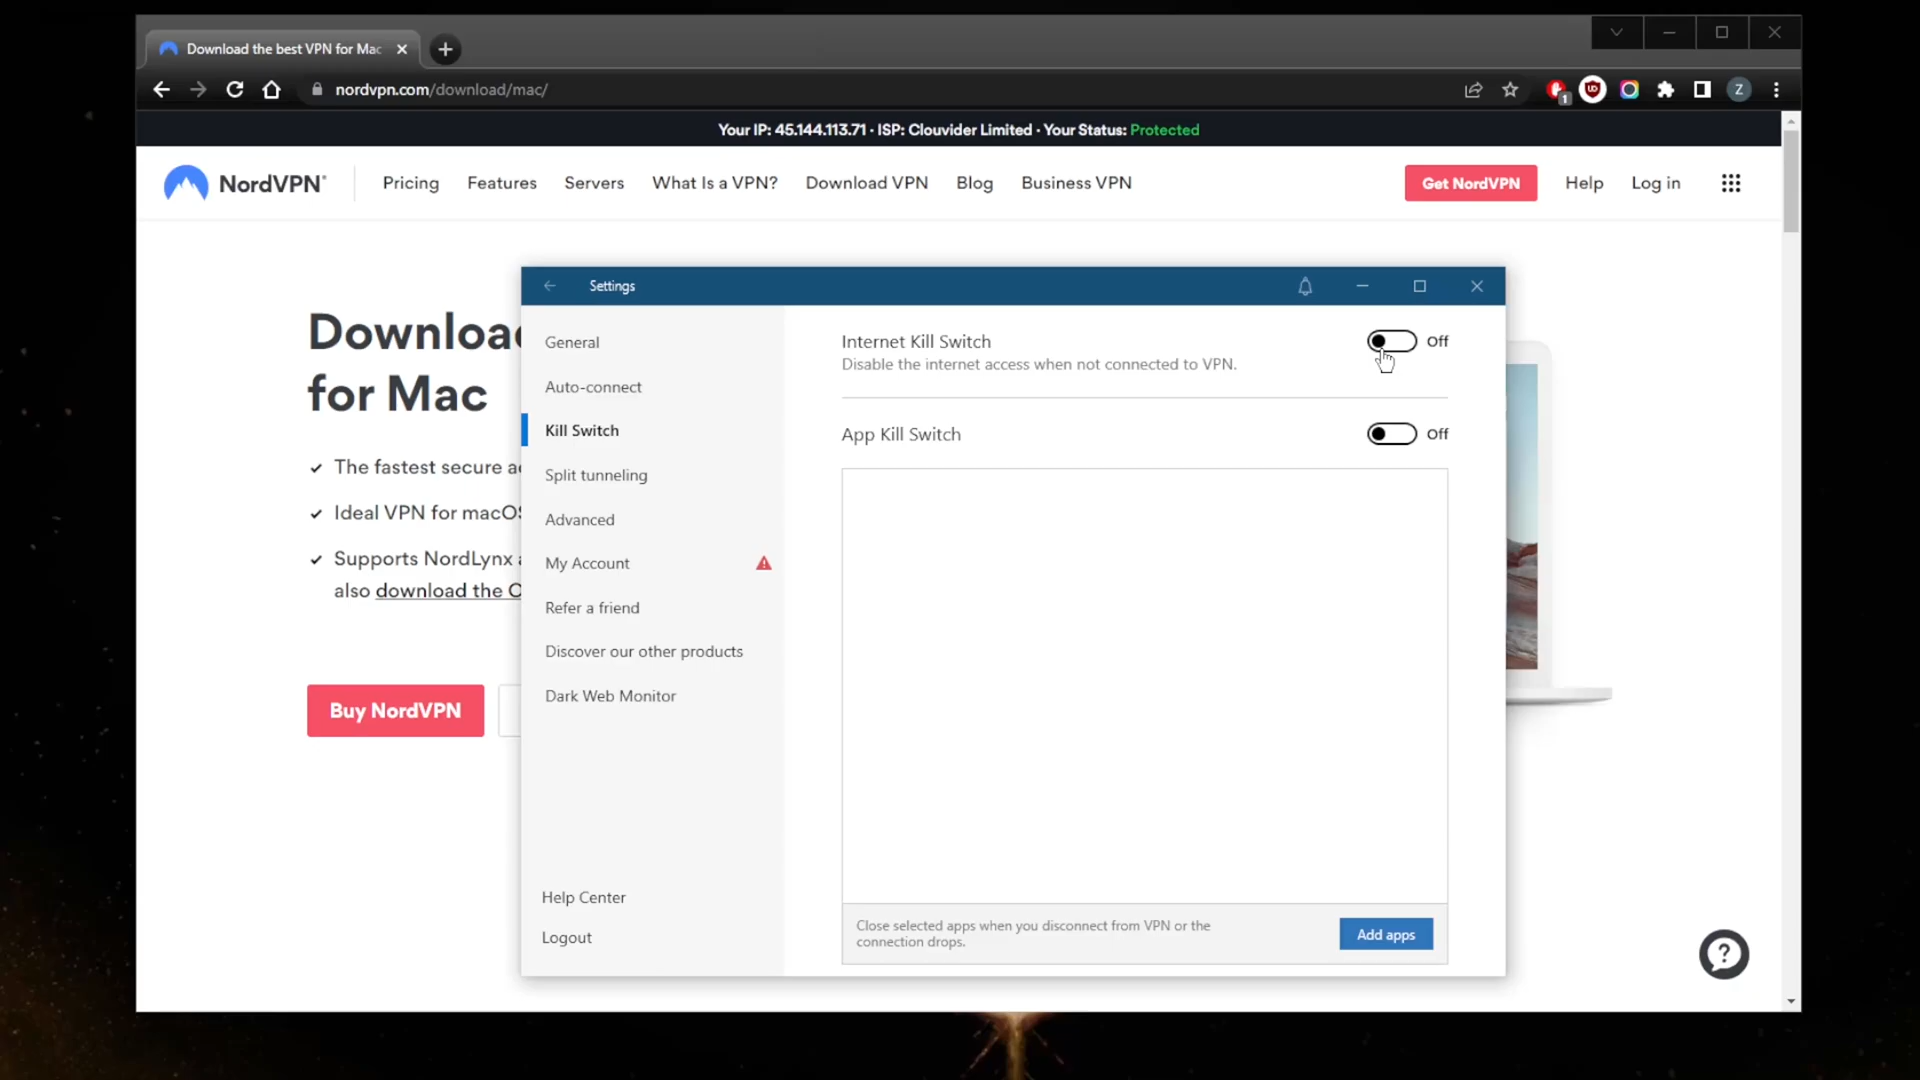 Download the best VPN for Mac
nordvpn.com/download/mac/
1
Z
Your IP: 45.144.113.71 · ISP: Clouvider Limited · Your Status: Protected
NordVPN®
Pricing
Features
Servers
What Is a VPN?
Download VPN
Blog
Business VPN
Get NordVPN
Help
Log in
Downloa
for Mac
The fastest secure a
Ideal VPN for macOS
Supports NordLynx a
also download the O
Buy NordVPN
Settings
General
Auto-connect
Kill Switch
Split tunneling
Advanced
My Account
Refer a friend
Discover our other products
Dark Web Monitor
Help Center
Logout
Internet Kill Switch
Off
Disable the internet access when not connected to VPN.
App Kill Switch
Off
Close selected apps when you disconnect from VPN or the
connection drops.
Add apps